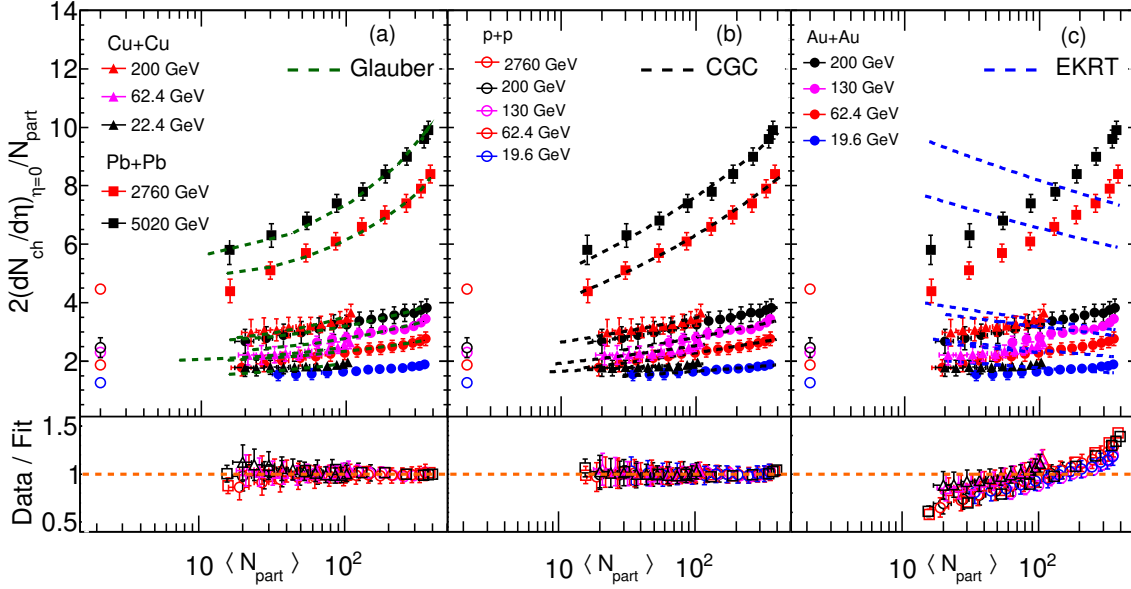 2(dN_ch/dη)_η=0/N_part
14
12
10
8
6
4
2
(a)
Cu+Cu
200 GeV
62.4 GeV
22.4 GeV
Pb+Pb
2760 GeV
5020 GeV
Glauber
(b)
p+p
2760 GeV
200 GeV
130 GeV
62.4 GeV
19.6 GeV
CGC
(c)
Au+Au
200 GeV
130 GeV
62.4 GeV
19.6 GeV
EKRT
Data / Fit
1.5
1
0.5
10 ⟨ N_part ⟩ 10²
10 ⟨ N_part ⟩ 10²
10 ⟨ N_part ⟩ 10²